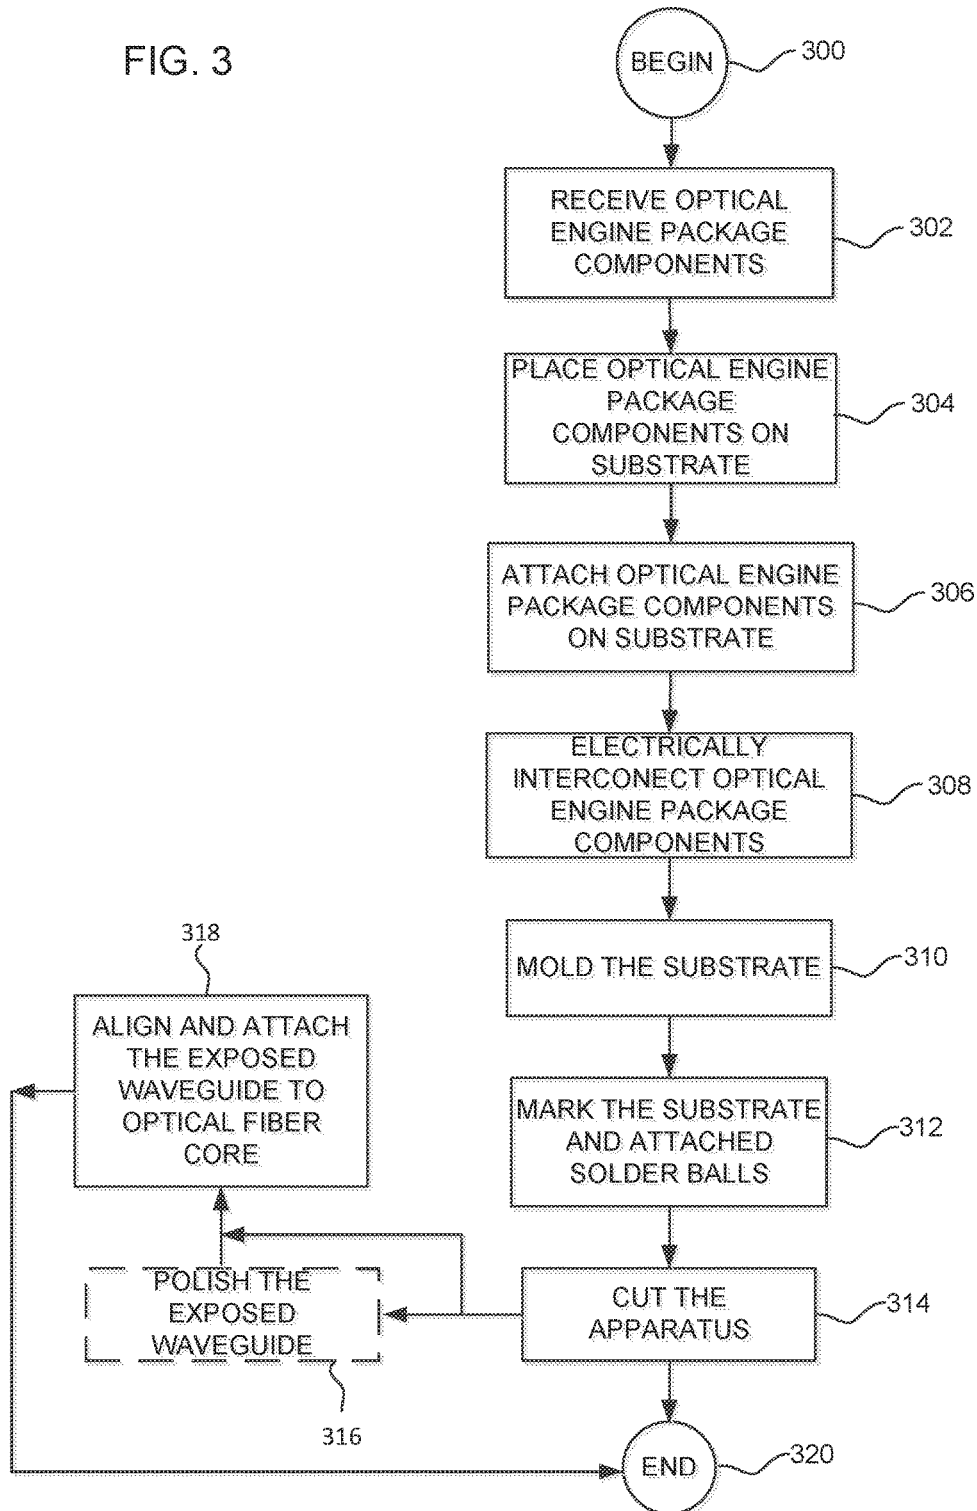 FIG. 3
BEGIN
300
RECEIVE OPTICAL
ENGINE PACKAGE
COMPONENTS
302
PLACE OPTICAL ENGINE
PACKAGE
COMPONENTS ON
SUBSTRATE
304
ATTACH OPTICAL ENGINE
PACKAGE COMPONENTS
ON SUBSTRATE
306
ELECTRICALLY
INTERCONECT OPTICAL
ENGINE PACKAGE
COMPONENTS
308
MOLD THE SUBSTRATE
310
MARK THE SUBSTRATE
AND ATTACHED
SOLDER BALLS
312
CUT THE
APPARATUS
314
POLISH THE
EXPOSED
WAVEGUIDE
316
318
ALIGN AND ATTACH
THE EXPOSED
WAVEGUIDE TO
OPTICAL FIBER
CORE
END
320